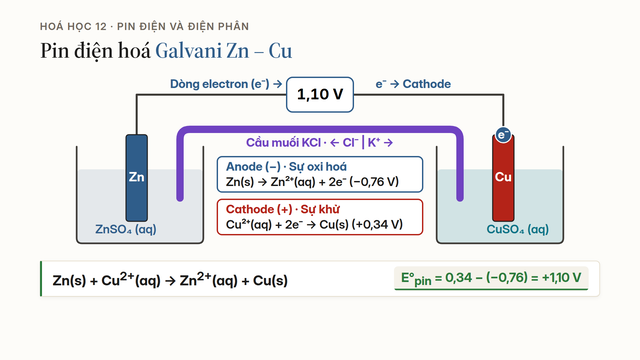 HOÁ HỌC 12 · PIN ĐIỆN VÀ ĐIỆN PHÂN
Pin điện hoá Galvani Zn – Cu
Dòng electron (e⁻) →
1,10 V
e⁻ → Cathode
e⁻
Cầu muối KCl · ← Cl⁻ | K⁺ →
Zn
Anode (−) · Sự oxi hoá
Zn(s) → Zn²⁺(aq) + 2e⁻ (−0,76 V)
Cu
Cathode (+) · Sự khử
Cu²⁺(aq) + 2e⁻ → Cu(s) (+0,34 V)
ZnSO₄ (aq)
CuSO₄ (aq)
Zn(s) + Cu²⁺(aq) → Zn²⁺(aq) + Cu(s)
E°pin = 0,34 − (−0,76) = +1,10 V